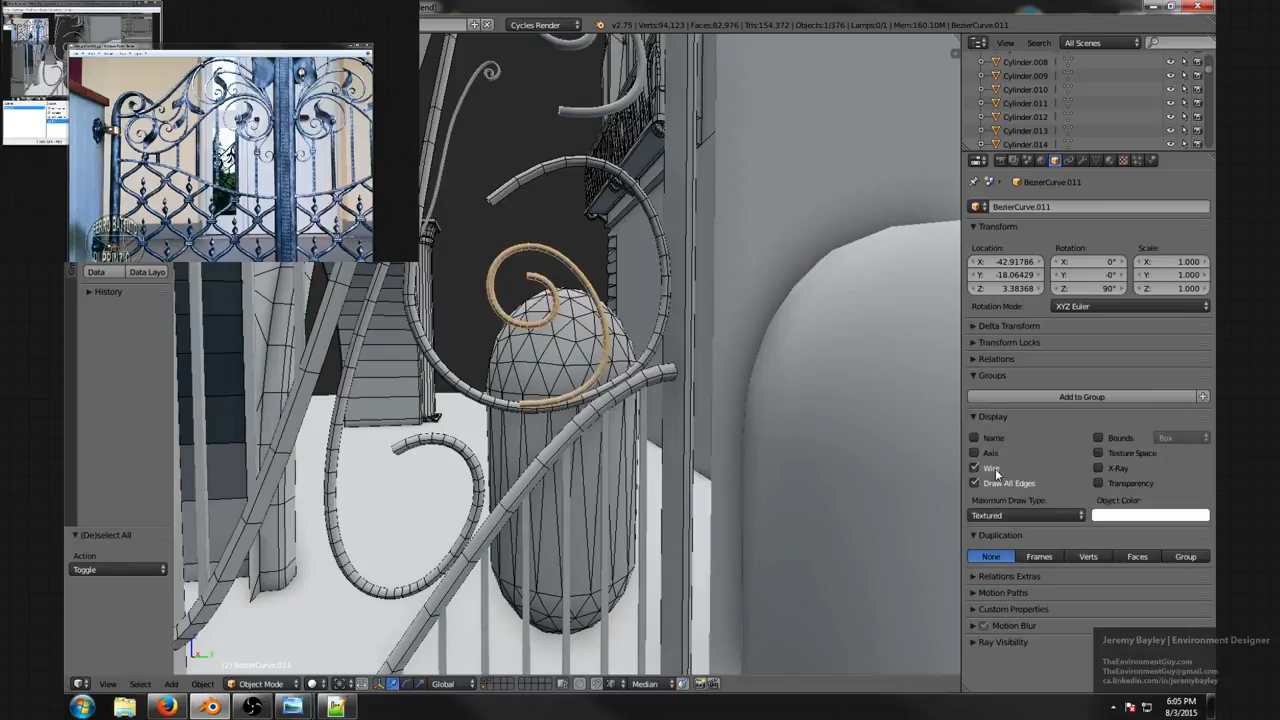 end]
Cycles Render
v2.75 | Verts:94,123 | Faces:82,976 | Tris:154,372 | Objects:1/376 | Lamps:0/1 | Mem:160.10M | BezierCurve.011
View Search All Scenes
Cylinder.008
Cylinder.009
Cylinder.010
Cylinder.011
Cylinder.012
Cylinder.013
Cylinder.014
BezierCurve.011
BezierCurve.011
Transform
Location: Rotation: Scale:
X: -42.91786 X: 0° X: 1.000
Y: -18.06429 Y: -0° Y: 1.000
Z: 3.38368 Z: 90° Z: 1.000
Rotation Mode: XYZ Euler
Delta Transform
Transform Locks
Relations
Groups
Add to Group
Display
Name Bounds Box
Axis Texture Space
Wire X-Ray
Draw All Edges Transparency
Maximum Draw Type: Object Color:
Textured
Duplication
None Frames Verts Faces Group
Relations Extras
Motion Paths
Custom Properties
Motion Blur
Ray Visibility
FERRO BATTUTO
Data Data Layo
History
(De)select All
Action
Toggle
x y
(2) BezierCurve.011
View Select Add Object Object Mode Global Median
Jeremy Bayley | Environment Designer
TheEnvironmentGuy.com
TheEnvironmentGuy@gmail.com
ca.linkedin.com/in/jeremybayley
6:05 PM
8/3/2015